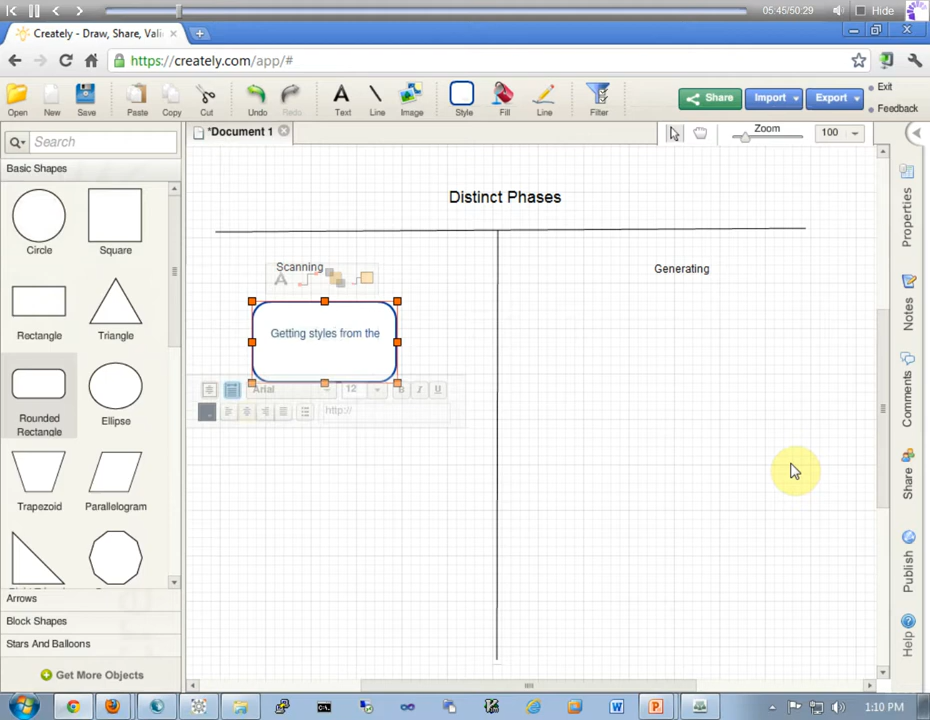 05:45/50:29
Hide
Creately - Draw, Share, Vali
https://creately.com/app/#
Open
New
Save
Paste
Copy
Cut
Undo
Redo
Text
Line
Image
Style
Fill
Line
Filter
Share
Import
Export
Exit
Feedback
Search
*Document 1
Zoom
100
Basic Shapes
Circle
Square
Rectangle
Triangle
Rounded
Rectangle
Ellipse
Trapezoid
Parallelogram
Arrows
Block Shapes
Stars And Balloons
Get More Objects
Distinct Phases
Scanning
Generating
Getting styles from the
Arial
12
B
I
U
http://
Properties
Notes
Comments
Share
Publish
Help
1:10 PM